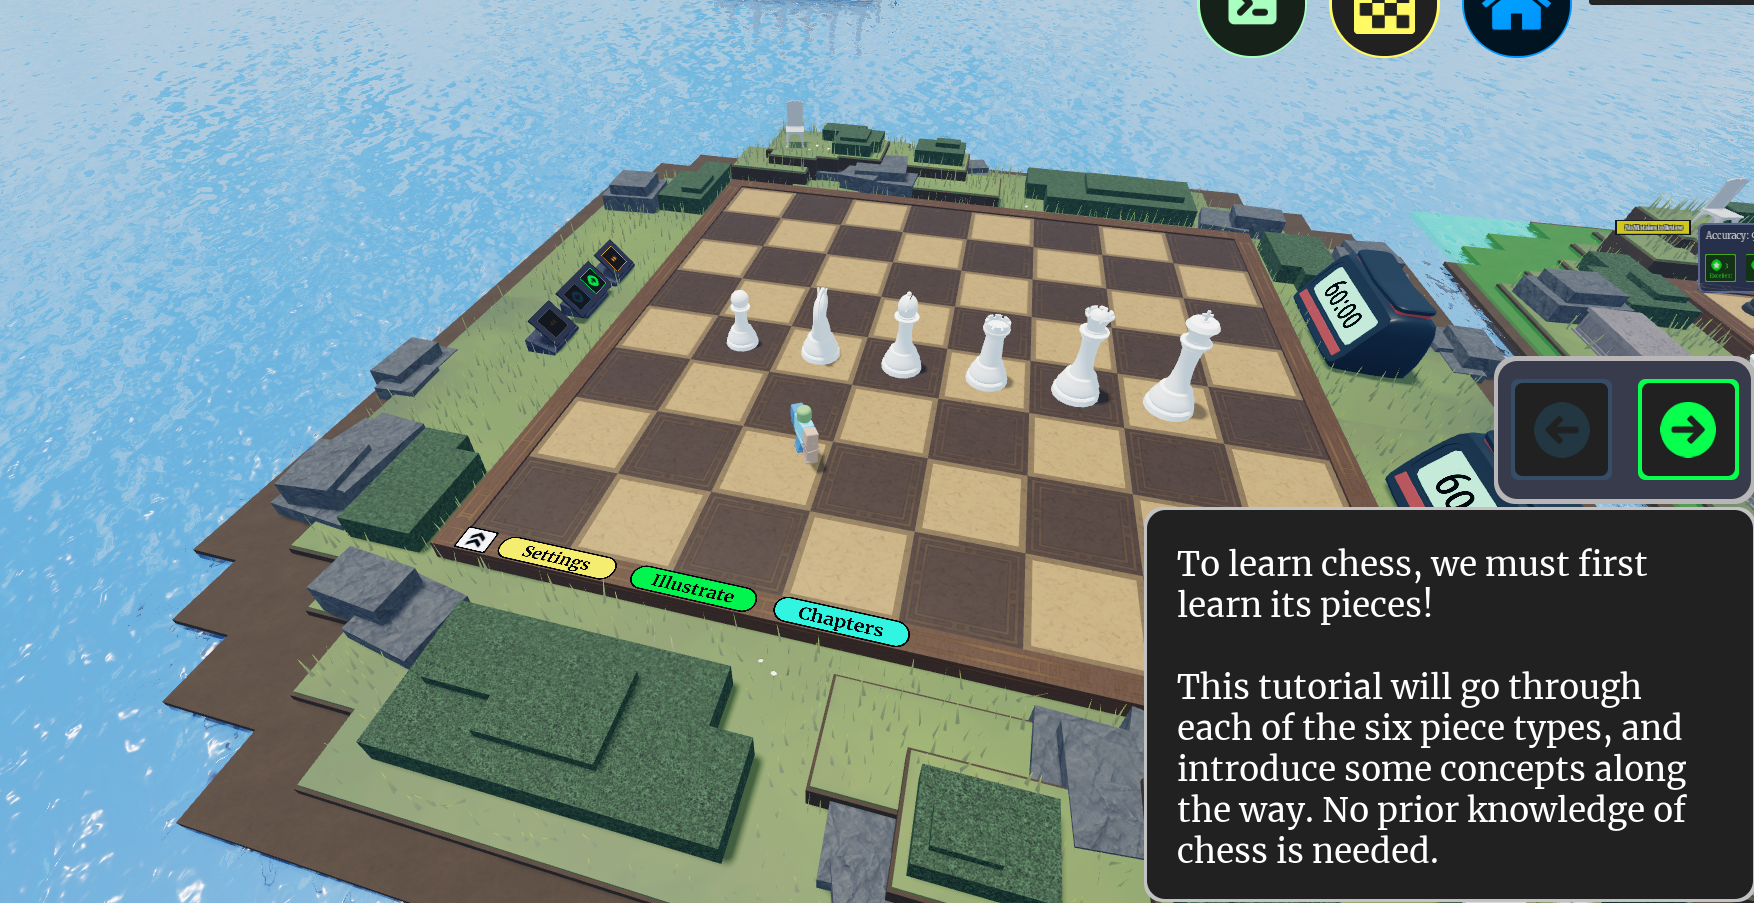 Accuracy:
60:00
60
Settings
Illustrate
Chapters
To learn chess, we must first
learn its pieces!
This tutorial will go through
each of the six piece types, and
introduce some concepts along
the way. No prior knowledge of
chess is needed.